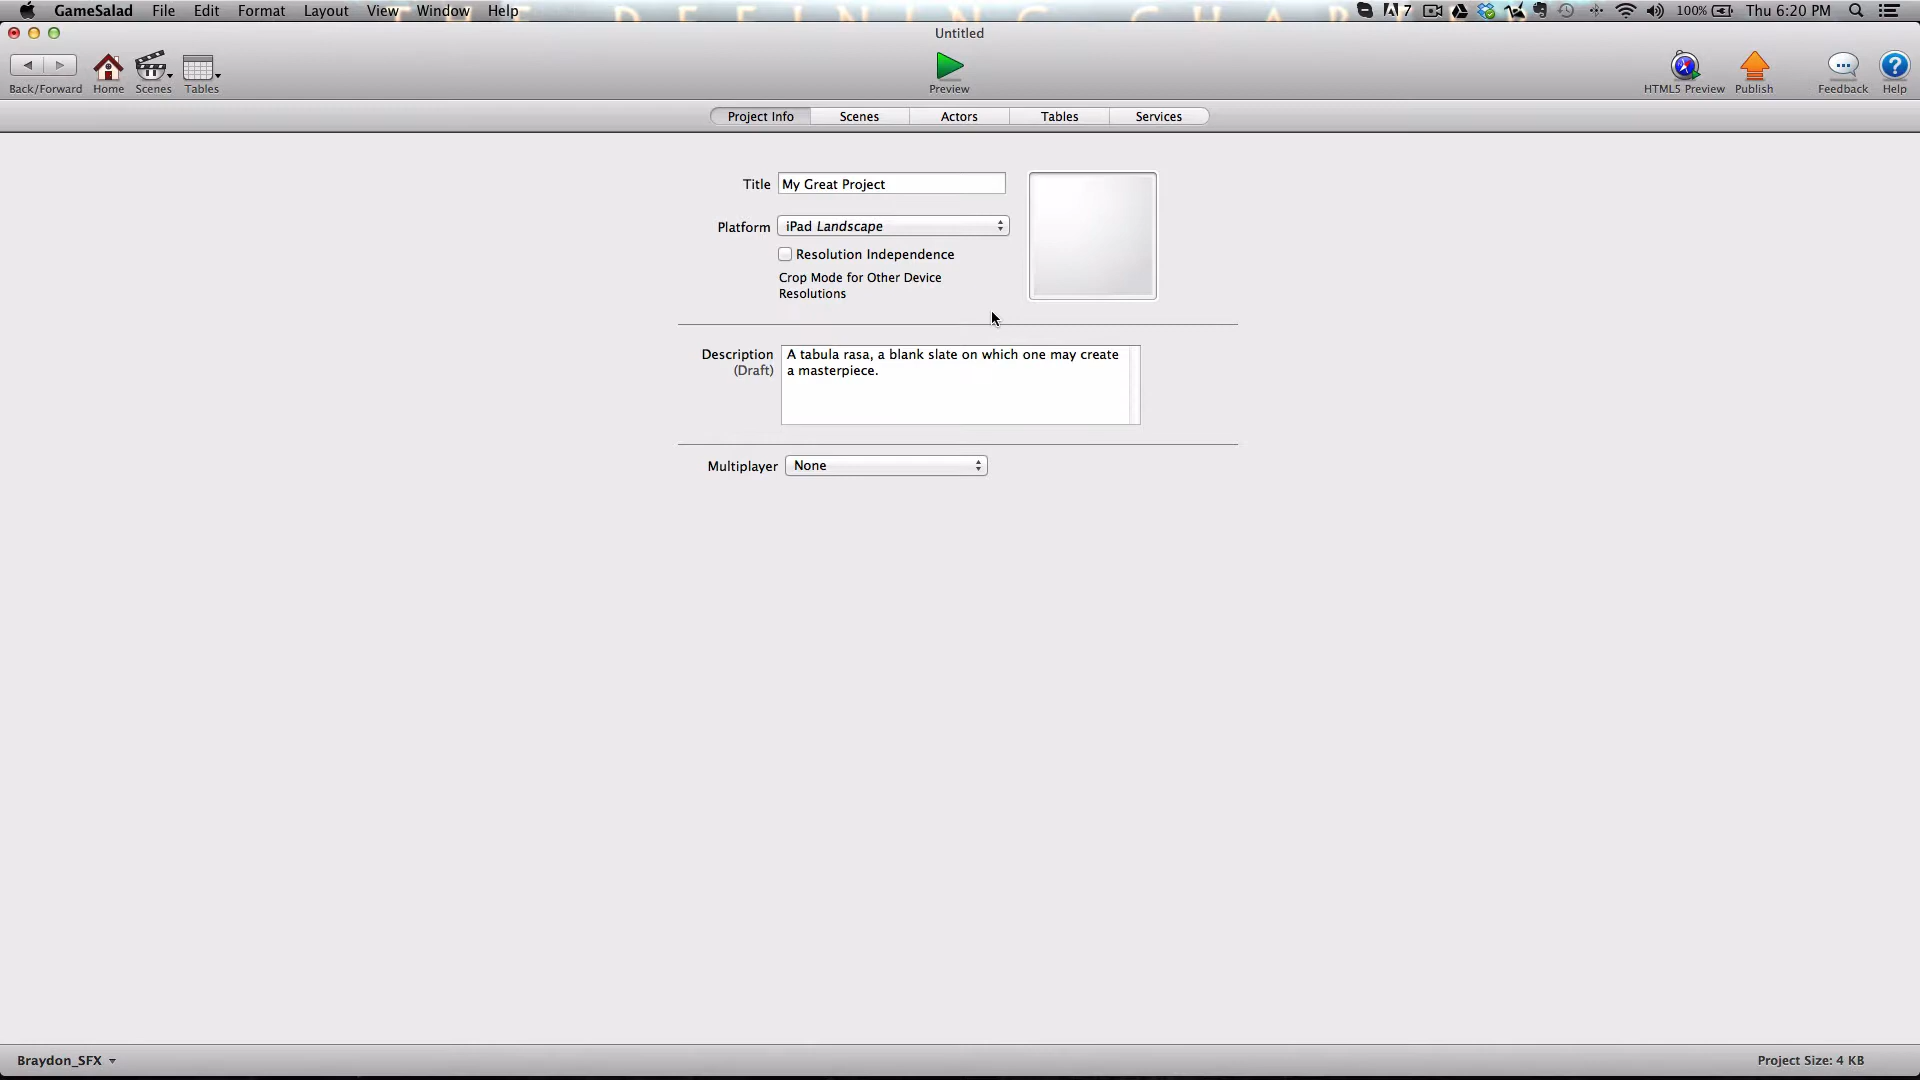 GameSalad File Edit Format Layout View Window Help 7 100% Thu 6:20 PM
Untitled
Back/Forward Home Scenes Tables Preview HTML5 Preview Publish Feedback Help
Project Info Scenes Actors Tables Services
Title My Great Project
Platform iPad Landscape
Resolution Independence
Crop Mode for Other Device
Resolutions
Description A tabula rasa, a blank slate on which one may create
(Draft) a masterpiece.
Multiplayer None
Braydon_SFX Project Size: 4 KB